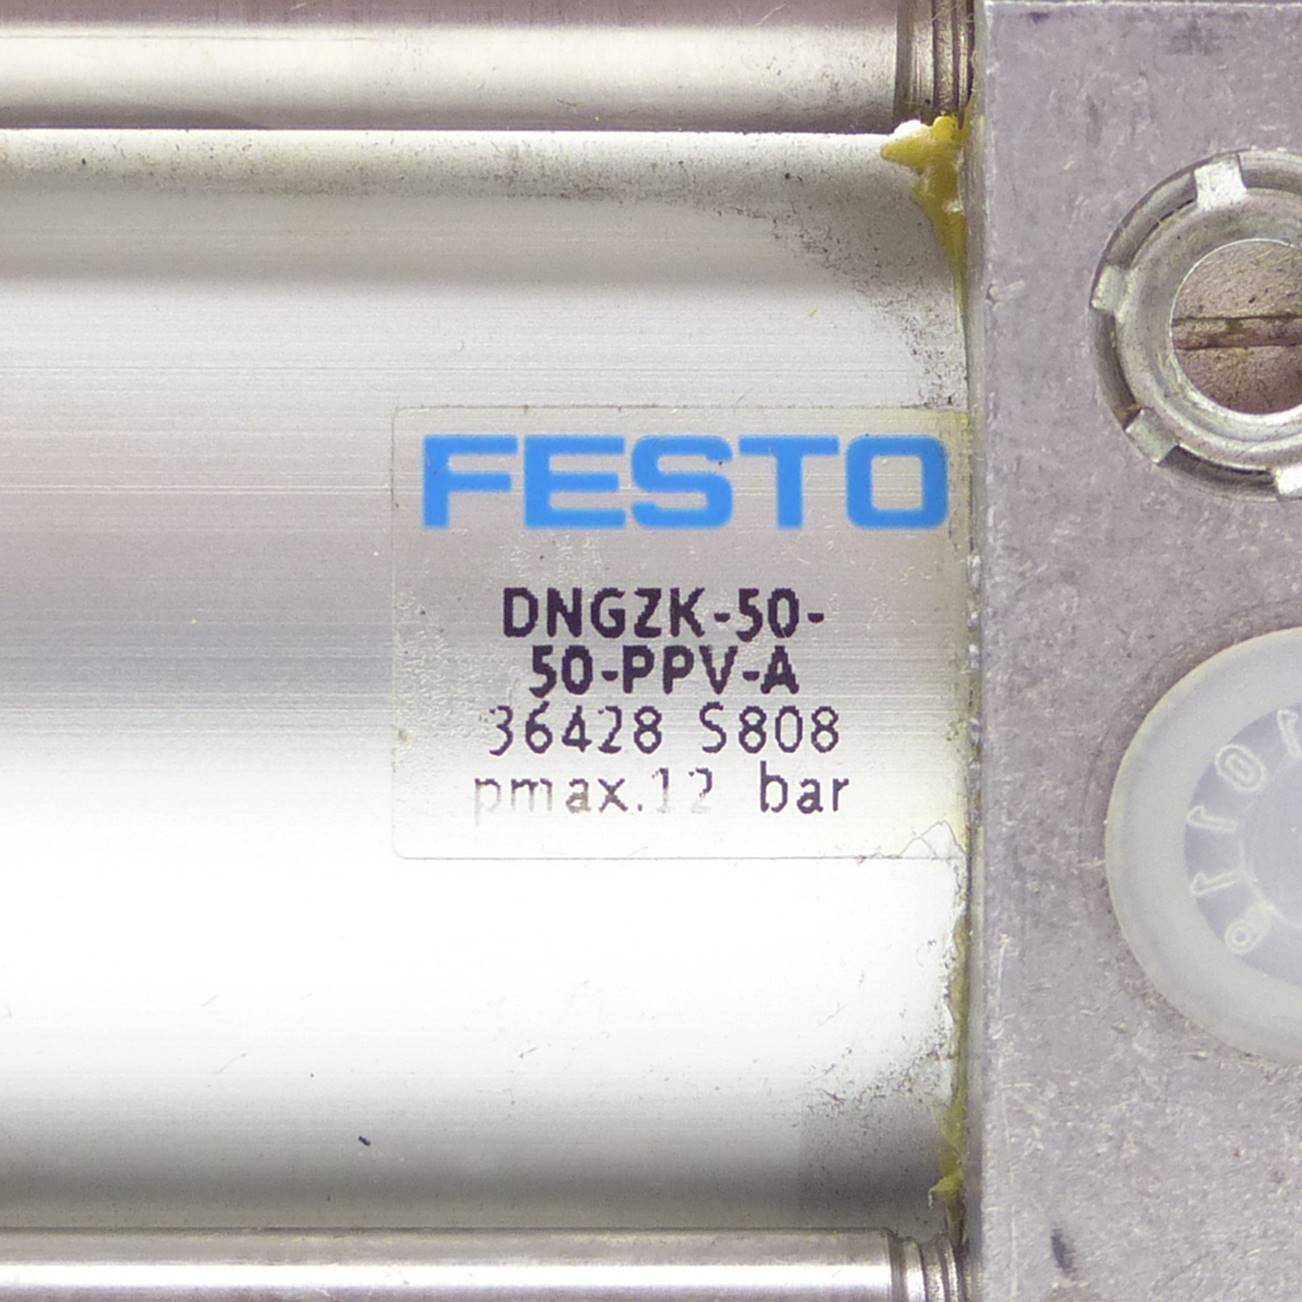 FESTO
DNGZK-50-
50-PPV-A
36428 S808
pmax.12 bar